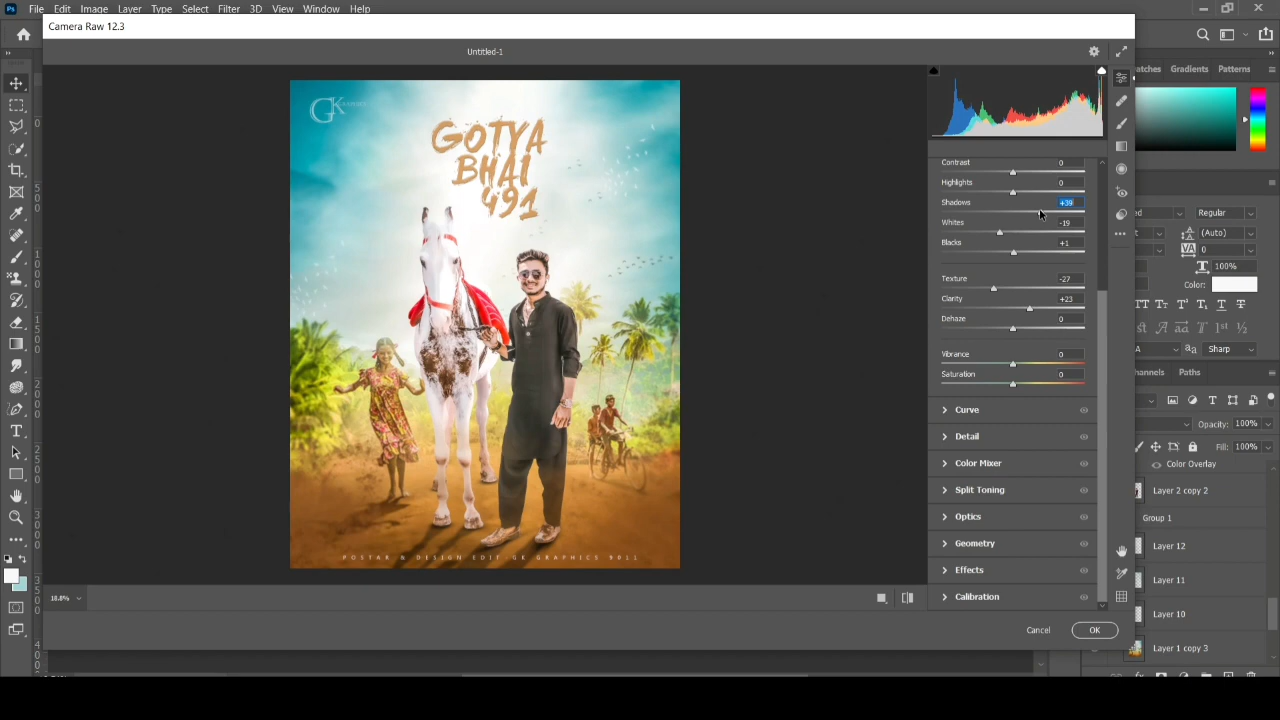 Ps File Edit Image Layer Type Select Filter 3D View Window Help
Camera Raw 12.3
Untitled-1
GK
GOTYA
BHAI
491
POSTAR & DESIGN EDIT-GK GRAPHICS 9011
18.8%
Contrast 0
Highlights 0
Shadows +39
Whites -19
Blacks +1
Texture -27
Clarity +23
Dehaze 0
Vibrance 0
Saturation 0
Curve
Detail
Color Mixer
Split Toning
Optics
Geometry
Effects
Calibration
Cancel OK
Gradients Patterns
Regular
(Auto)
VA 0
100%
Color:
Sharp
Paths
Opacity: 100%
Fill: 100%
Color Overlay
Layer 2 copy 2
Group 1
Layer 12
Layer 11
Layer 10
Layer 1 copy 3